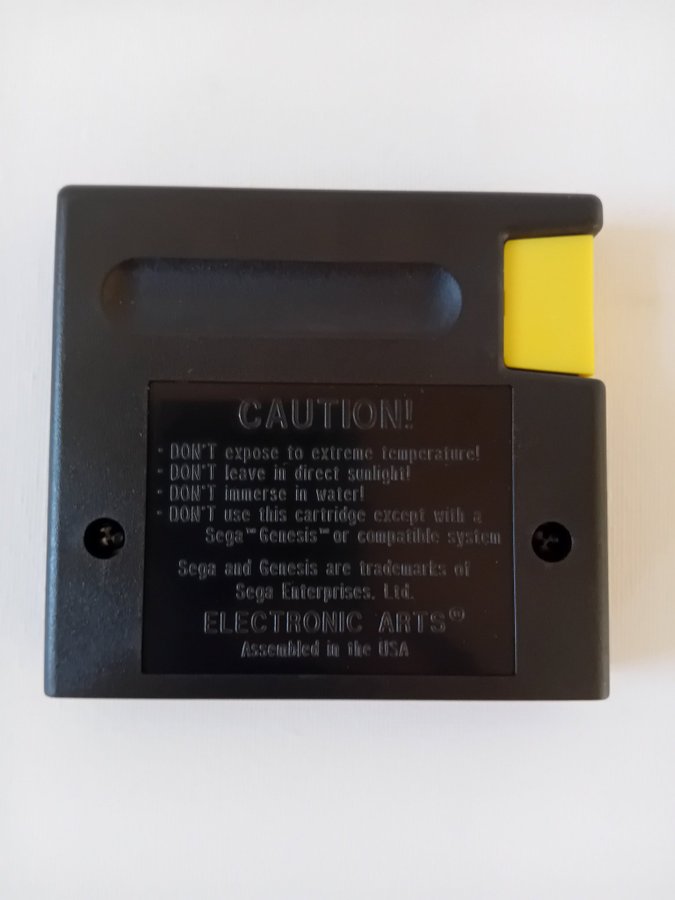 CAUTION!
- DON'T expose to extreme temperature!
- DON'T leave in direct sunlight!
- DON'T immerse in water!
- DON'T use this cartridge except with a
Sega™ Genesis™ or compatible system
Sega and Genesis are trademarks of
Sega Enterprises, Ltd.
ELECTRONIC ARTS®
Assembled in the USA